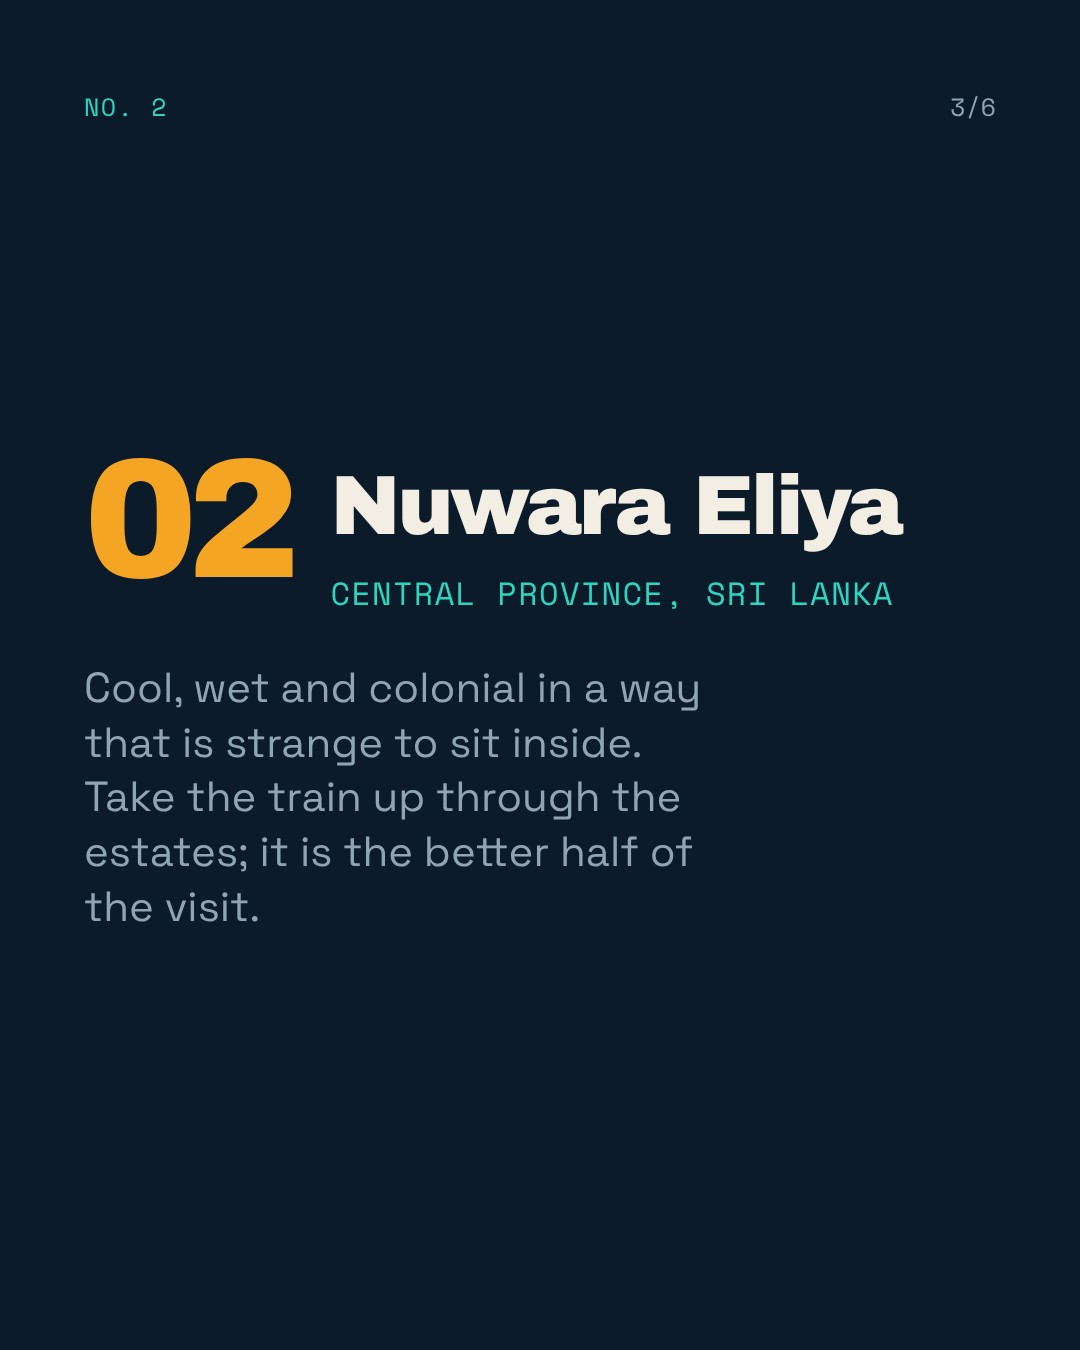 NO. 2
3/6
02
Nuwara Eliya
CENTRAL PROVINCE, SRI LANKA
Cool, wet and colonial in a way
that is strange to sit inside.
Take the train up through the
estates; it is the better half of
the visit.